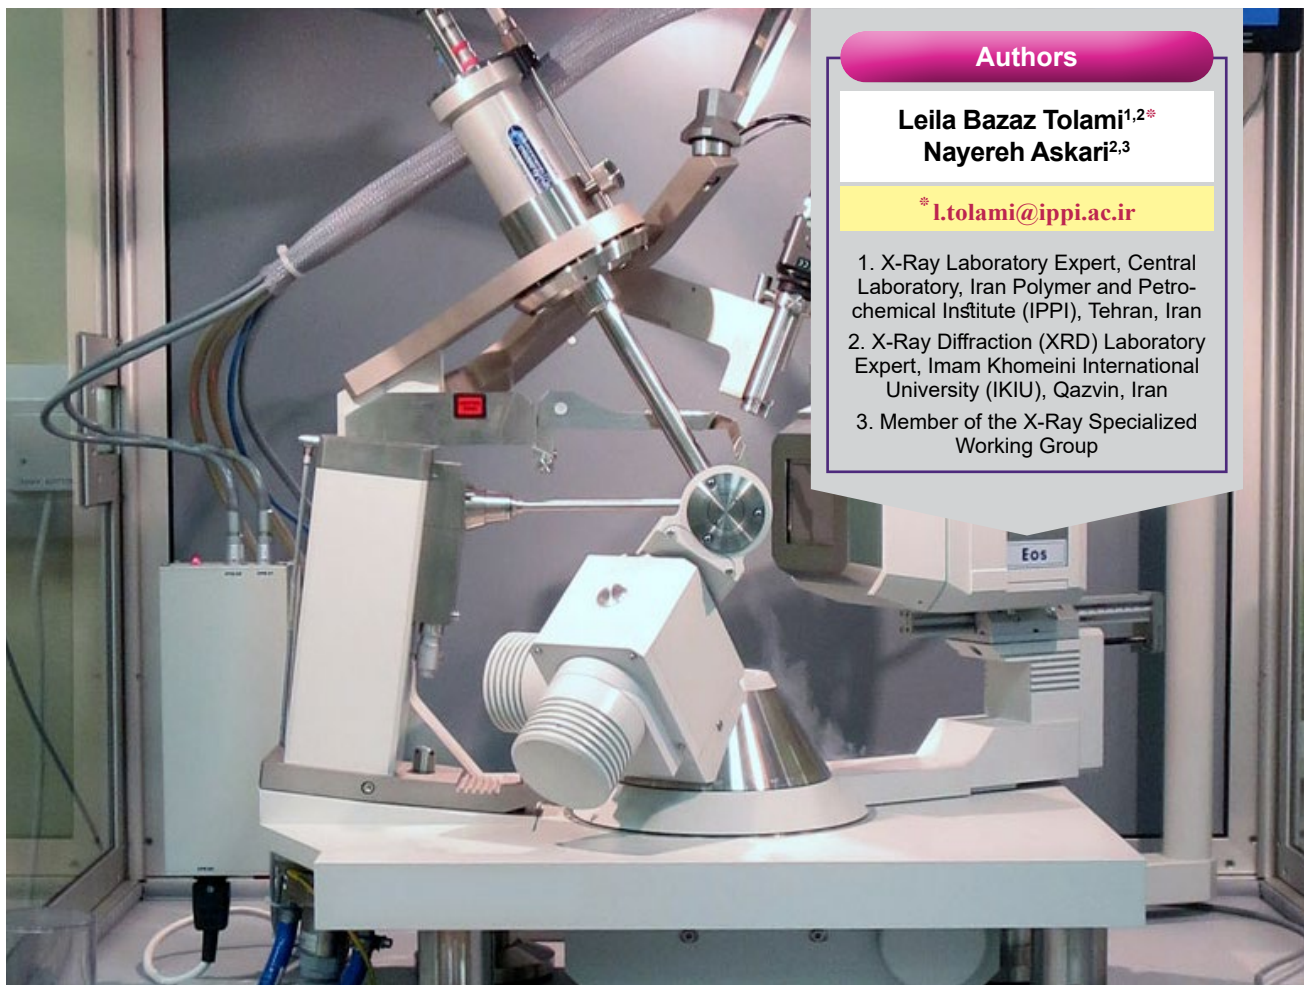 Authors
Leila Bazaz Tolami1,2*
Nayereh Askari2,3
* l.tolami@ippi.ac.ir
1. X-Ray Laboratory Expert, Central
Laboratory, Iran Polymer and Petro-
chemical Institute (IPPI), Tehran, Iran
2. X-Ray Diffraction (XRD) Laboratory
Expert, Imam Khomeini International
University (IKIU), Qazvin, Iran
3. Member of the X-Ray Specialized
Working Group
Eos